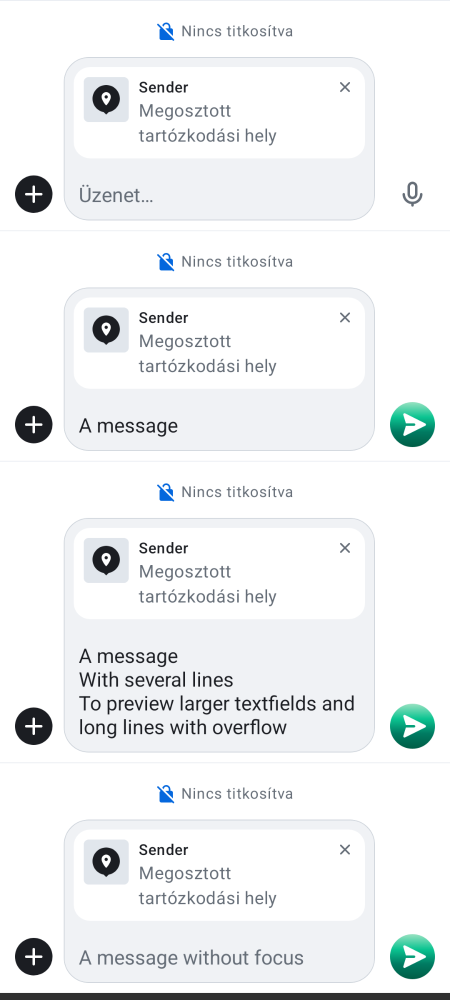 Nincs titkosítva
Sender
Megosztott
tartózkodási hely
Üzenet…
Nincs titkosítva
Sender
Megosztott
tartózkodási hely
A message
Nincs titkosítva
Sender
Megosztott
tartózkodási hely
A message
With several lines
To preview larger textfields and
long lines with overflow
Nincs titkosítva
Sender
Megosztott
tartózkodási hely
A message without focus